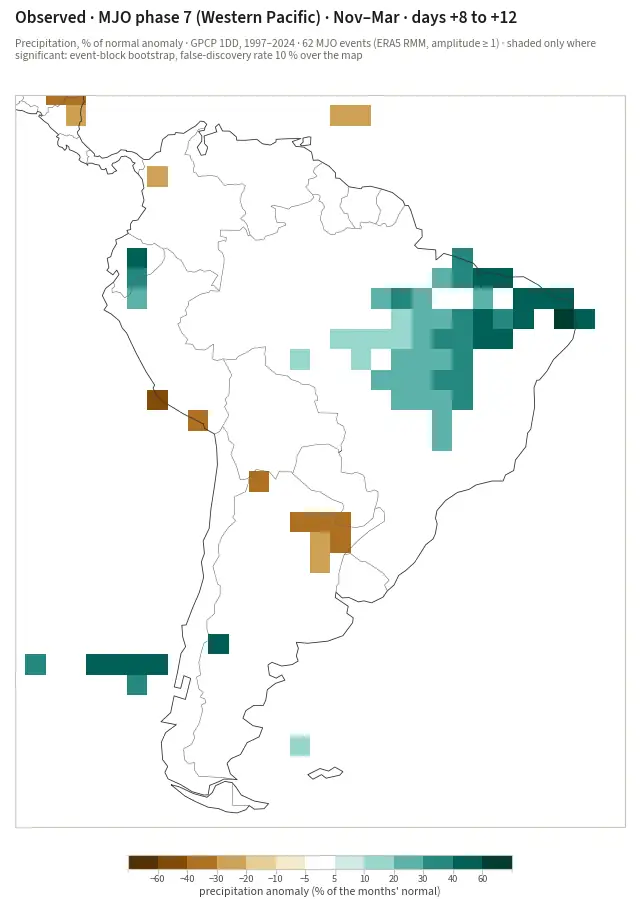 Observed · MJO phase 7 (Western Pacific) · Nov–Mar · days +8 to +12
Precipitation, % of normal anomaly · GPCP 1DD, 1997–2024 · 62 MJO events (ERA5 RMM, amplitude ≥ 1) · shaded only where
significant: event-block bootstrap, false-discovery rate 10 % over the map
−60 −40 −30 −20 −10 −5 5 10 20 30 40 60
precipitation anomaly (% of the months' normal)